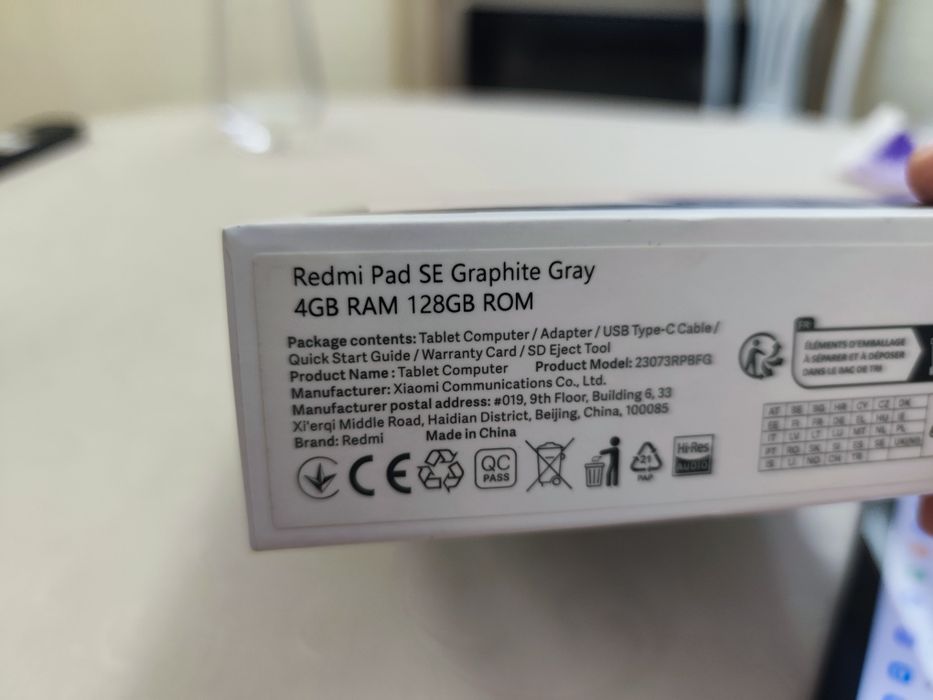 Redmi Pad SE Graphite Gray
4GB RAM 128GB ROM
Package contents: Tablet Computer / Adapter / USB Type-C Cable /
Quick Start Guide / Warranty Card / SD Eject Tool
Product Name : Tablet Computer Product Model: 23073RPBFG
Manufacturer: Xiaomi Communications Co., Ltd.
Manufacturer postal address: #019, 9th Floor, Building 6, 33
Xi'erqi Middle Road, Haidian District, Beijing, China, 100085
Brand: Redmi Made in China
CE
QC
PASS
21
PAP
Hi-Res
AUDIO
FR
ÉLÉMENTS D'EMBALLAGE
À SÉPARER ET À DÉPOSER
DANS LE BAC DE TRI